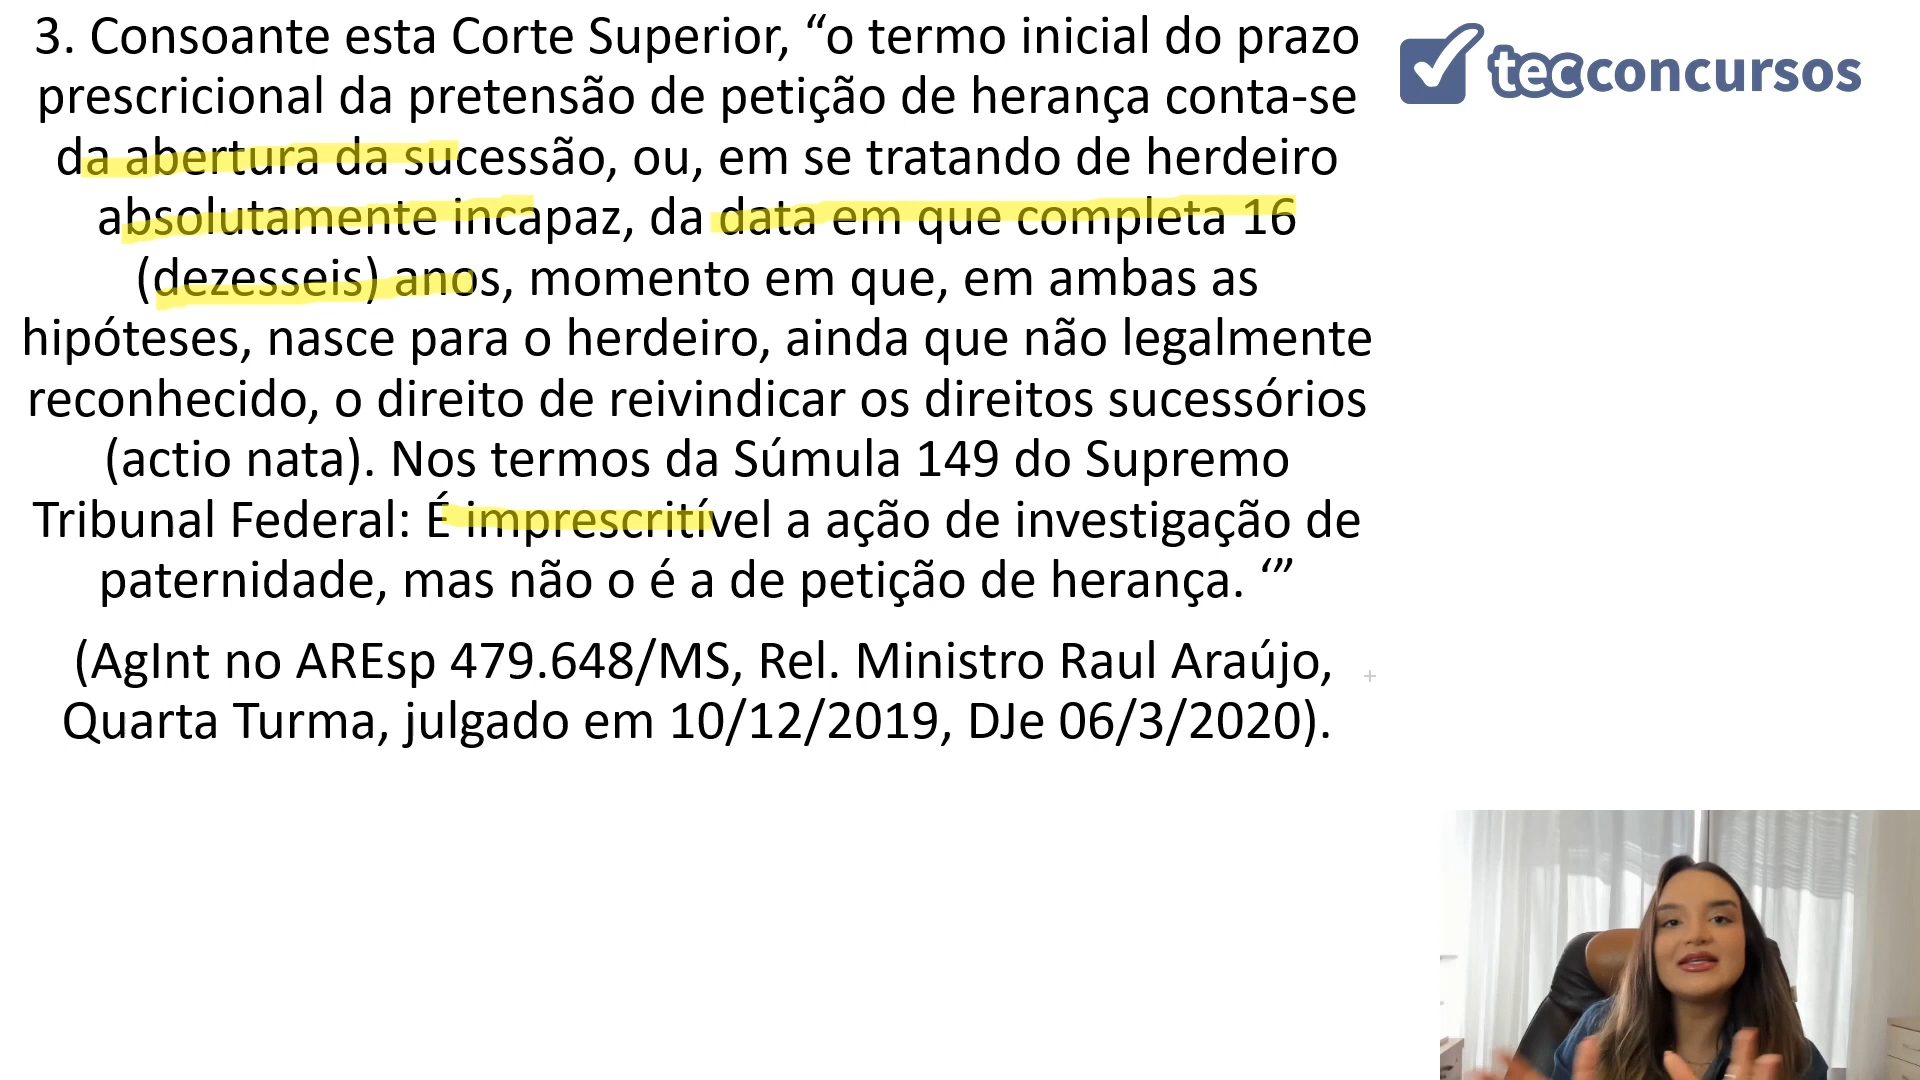 3. Consoante esta Corte Superior, “o termo inicial do prazo
prescricional da pretensão de petição de herança conta-se
da abertura da sucessão, ou, em se tratando de herdeiro
absolutamente incapaz, da data em que completa 16
(dezesseis) anos, momento em que, em ambas as
hipóteses, nasce para o herdeiro, ainda que não legalmente
reconhecido, o direito de reivindicar os direitos sucessórios
(actio nata). Nos termos da Súmula 149 do Supremo
Tribunal Federal: É imprescritível a ação de investigação de
paternidade, mas não o é a de petição de herança. ‘”
(AgInt no AREsp 479.648/MS, Rel. Ministro Raul Araújo,
Quarta Turma, julgado em 10/12/2019, DJe 06/3/2020).
tecconcursos